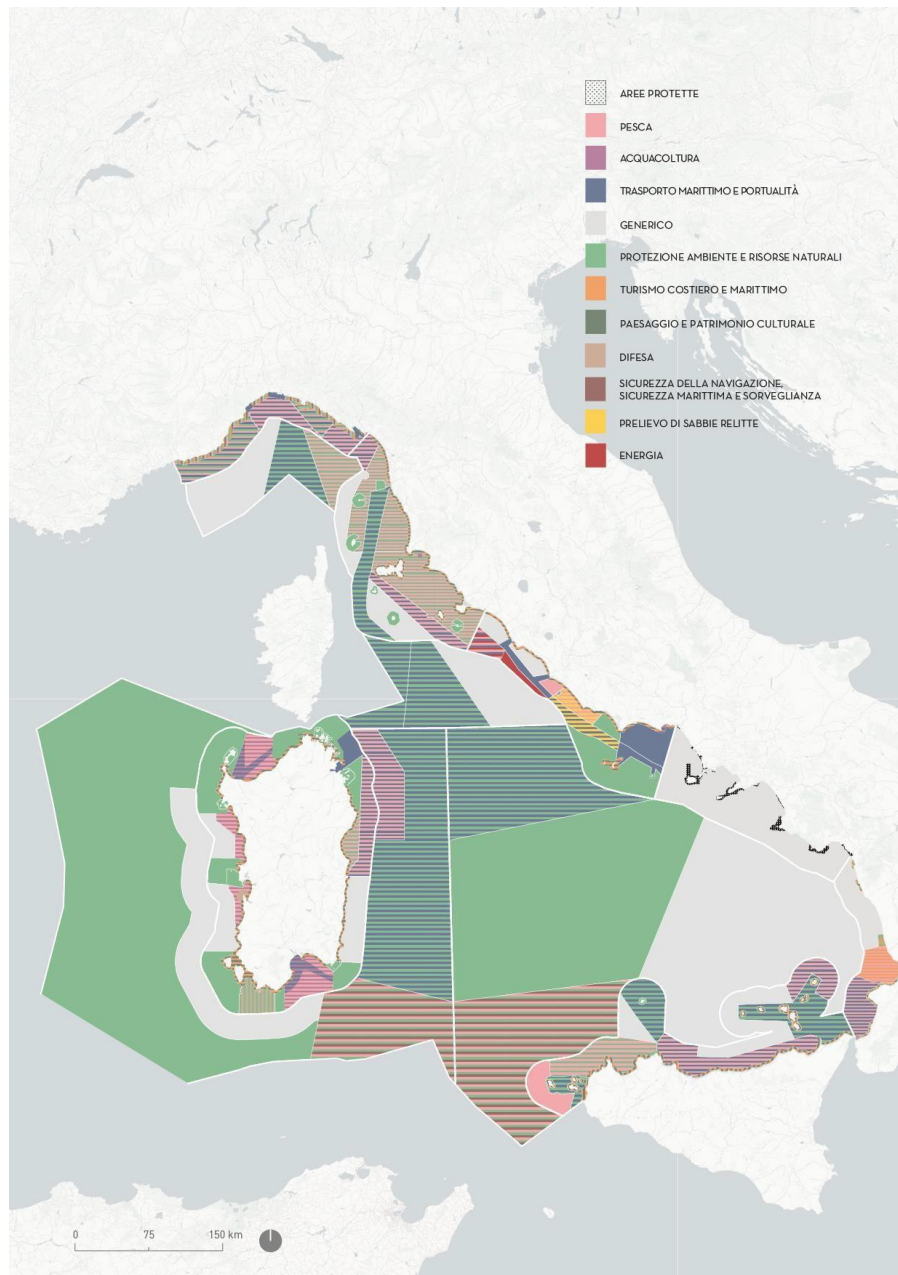 AREE PROTETTE
PESCA
ACQUACOLTURA
TRASPORTO MARITTIMO E PORTUALITÀ
GENERICO
PROTEZIONE AMBIENTE E RISORSE NATURALI
TURISMO COSTIERO E MARITTIMO
PAESAGGIO E PATRIMONIO CULTURALE
DIFESA
SICUREZZA DELLA NAVIGAZIONE,
SICUREZZA MARITTIMA E SORVEGLIANZA
PRELIEVO DI SABBIE RELITTE
ENERGIA
0 75 150 km